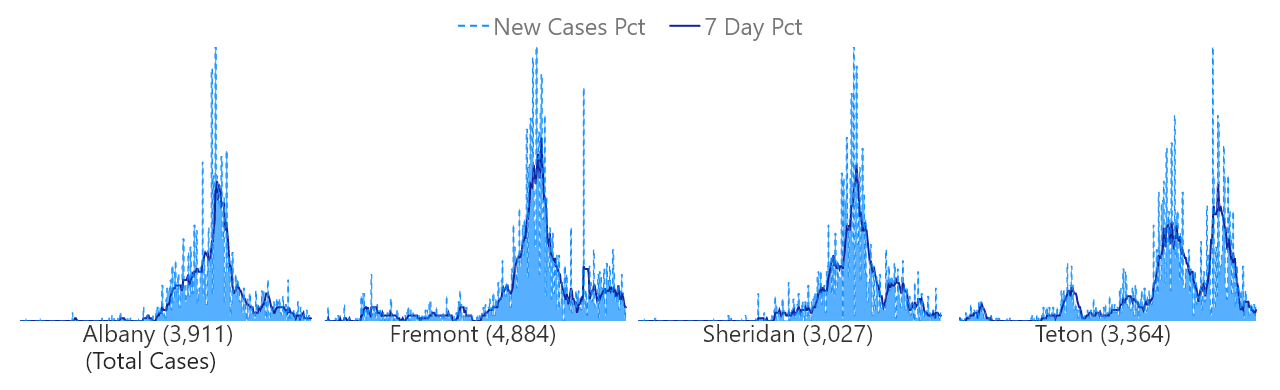 New Cases Pct 7 Day Pct
Albany (3,911) Fremont (4,884) Sheridan (3,027) Teton (3,364)
(Total Cases)